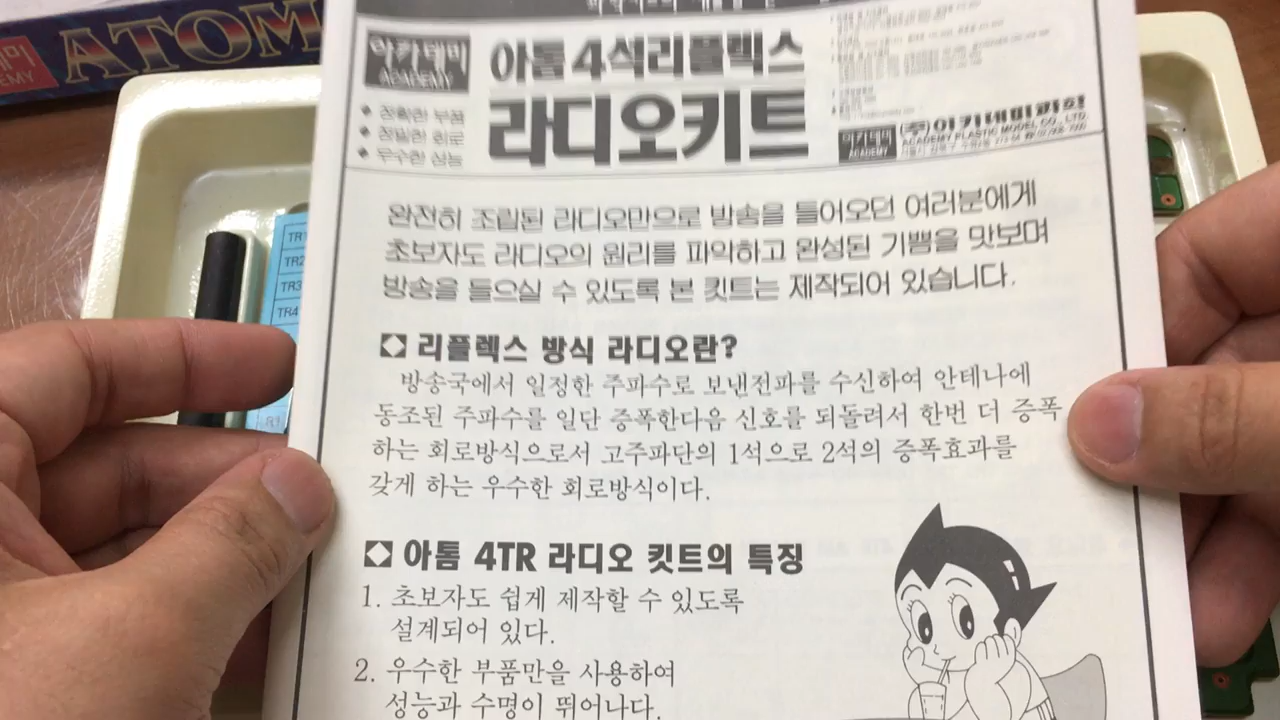 ATOM
아카데미
ACADEMY
아톰 4석리플렉스
라디오키트
◆ 정확한 부품
◆ 정밀한 회로
◆ 우수한 성능
아카데미
ACADEMY
(주)아카데미과학
ACADEMY PLASTIC MODEL CO., LTD.
완전히 조립된 라디오만으로 방송을 들어오던 여러분에게
초보자도 라디오의 원리를 파악하고 완성된 기쁨을 맛보며
방송을 들으실 수 있도록 본 킷트는 제작되어 있습니다.
리플렉스 방식 라디오란?
방송국에서 일정한 주파수로 보낸전파를 수신하여 안테나에
동조된 주파수를 일단 증폭한다음 신호를 되돌려서 한번 더 증폭
하는 회로방식으로서 고주파단의 1석으로 2석의 증폭효과를
갖게 하는 우수한 회로방식이다.
아톰 4TR 라디오 킷트의 특징
1. 초보자도 쉽게 제작할 수 있도록
설계되어 있다.
2. 우수한 부품만을 사용하여
성능과 수명이 뛰어나다.
TR1
TR2
TR3
TR4
R1